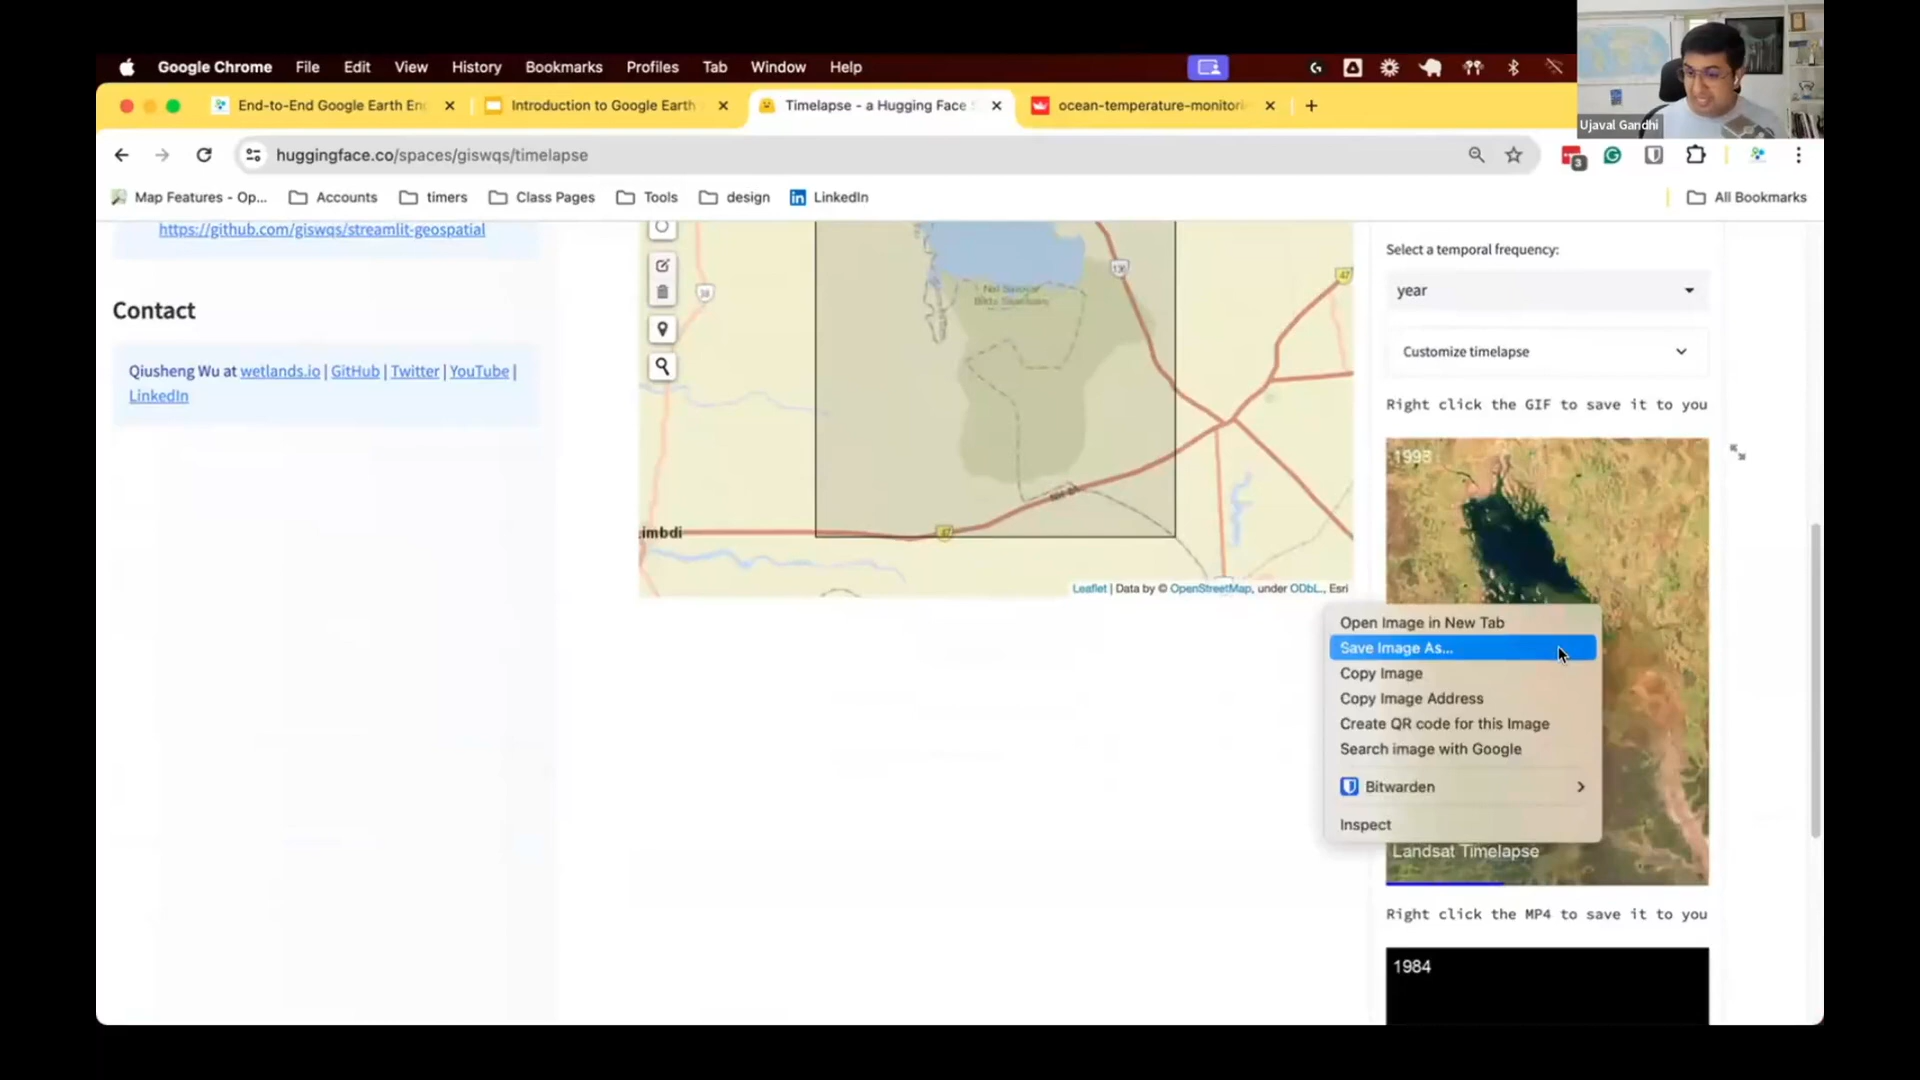 Google Chrome File Edit View History Bookmarks Profiles Tab Window Help
Ujaval Gandhi
End-to-End Google Earth En
Introduction to Google Earth
Timelapse - a Hugging Face S
ocean-temperature-monitori
huggingface.co/spaces/giswqs/timelapse
3
Map Features - Op...
Accounts
timers
Class Pages
Tools
design
LinkedIn
All Bookmarks
https://github.com/giswqs/streamlit-geospatial
Contact
Qiusheng Wu at wetlands.io | GitHub | Twitter | YouTube |
LinkedIn
47
Bird Sanctuary
imbdi
47
Leaflet | Data by © OpenStreetMap, under ODbL., Esri
Select a temporal frequency:
year
Customize timelapse
Right click the GIF to save it to you
Open Image in New Tab
Save Image As...
Copy Image
Copy Image Address
Create QR code for this Image
Search image with Google
Bitwarden
Inspect
Landsat Timelapse
Right click the MP4 to save it to you
1984